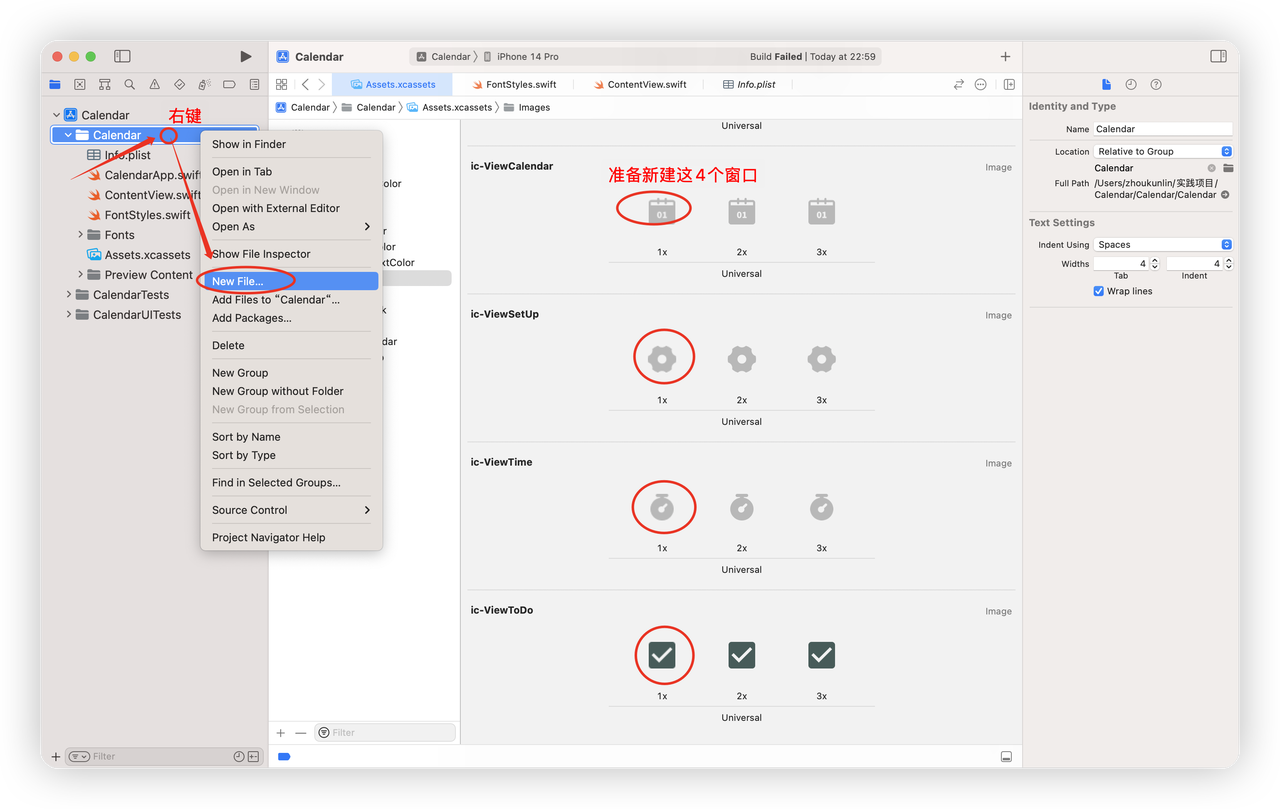 Calendar
Calendar
iPhone 14 Pro
Build Failed | Today at 22:59
Assets.xcassets
FontStyles.swift
ContentView.swift
Info.plist
Calendar
Calendar
Assets.xcassets
Images
Calendar
右键
Calendar
Info.plist
CalendarApp.swift
ContentView.swift
FontStyles.swift
Fonts
Assets.xcassets
Preview Content
CalendarTests
CalendarUITests
Filter
Show in Finder
Open in Tab
Open in New Window
Open with External Editor
Open As
Show File Inspector
New File...
Add Files to “Calendar”...
Add Packages...
Delete
New Group
New Group without Folder
New Group from Selection
Sort by Name
Sort by Type
Find in Selected Groups...
Source Control
Project Navigator Help
Filter
Universal
ic-ViewCalendar
Image
准备新建这4个窗口
01
01
01
1x
2x
3x
Universal
ic-ViewSetUp
Image
1x
2x
3x
Universal
ic-ViewTime
Image
1x
2x
3x
Universal
ic-ViewToDo
Image
1x
2x
3x
Universal
Identity and Type
Name Calendar
Location Relative to Group
Calendar
Full Path /Users/zhoukunlin/实践项目/
Calendar/Calendar/Calendar
Text Settings
Indent Using Spaces
Widths 4 4
Tab Indent
Wrap lines